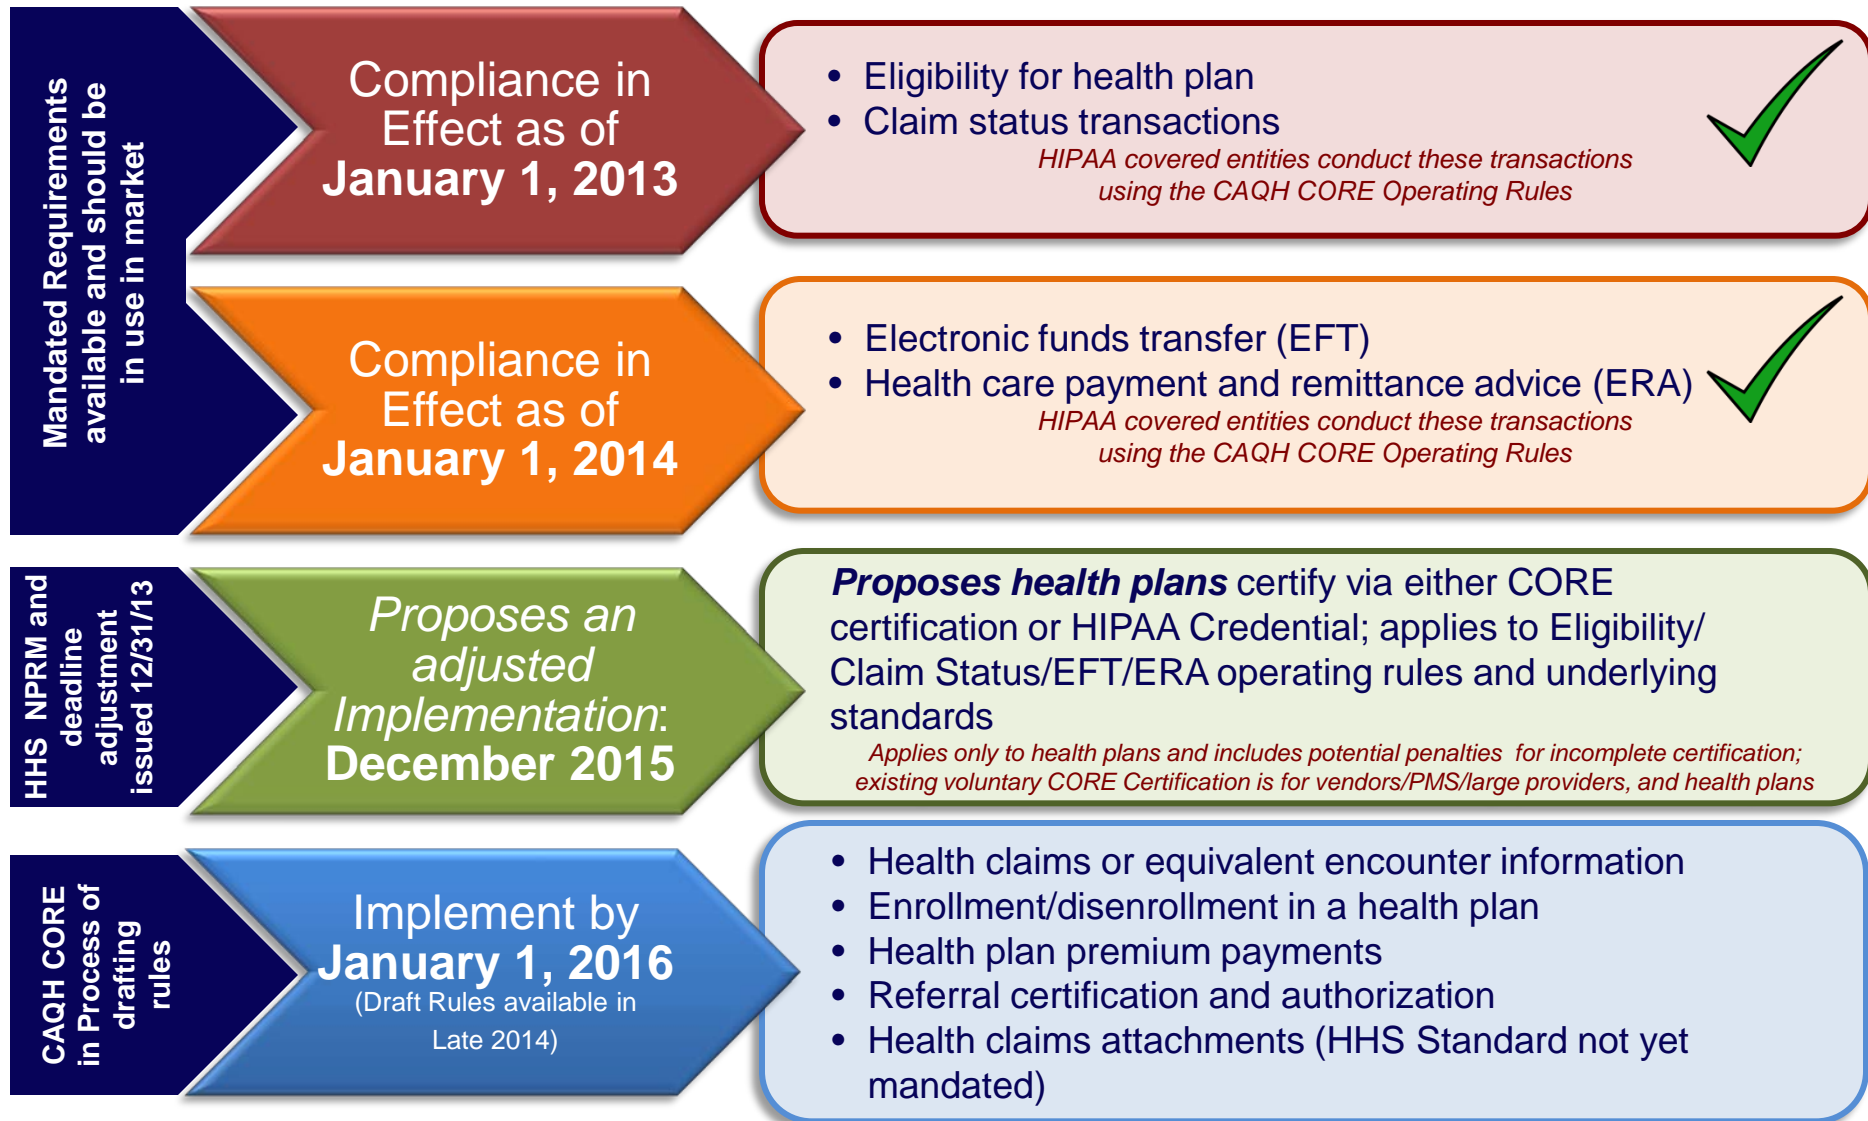 Mandated Requirements
available and should be
in use in market
Compliance in
Effect as of
January 1, 2013
• Eligibility for health plan
• Claim status transactions
HIPAA covered entities conduct these transactions
using the CAQH CORE Operating Rules
Compliance in
Effect as of
January 1, 2014
• Electronic funds transfer (EFT)
• Health care payment and remittance advice (ERA)
HIPAA covered entities conduct these transactions
using the CAQH CORE Operating Rules
HHS NPRM and
deadline
adjustment
issued 12/31/13
Proposes an
adjusted
Implementation:
December 2015
Proposes health plans certify via either CORE
certification or HIPAA Credential; applies to Eligibility/
Claim Status/EFT/ERA operating rules and underlying
standards
Applies only to health plans and includes potential penalties for incomplete certification;
existing voluntary CORE Certification is for vendors/PMS/large providers, and health plans
CAQH CORE
in Process of
drafting
rules
Implement by
January 1, 2016
(Draft Rules available in
Late 2014)
• Health claims or equivalent encounter information
• Enrollment/disenrollment in a health plan
• Health plan premium payments
• Referral certification and authorization
• Health claims attachments (HHS Standard not yet
mandated)